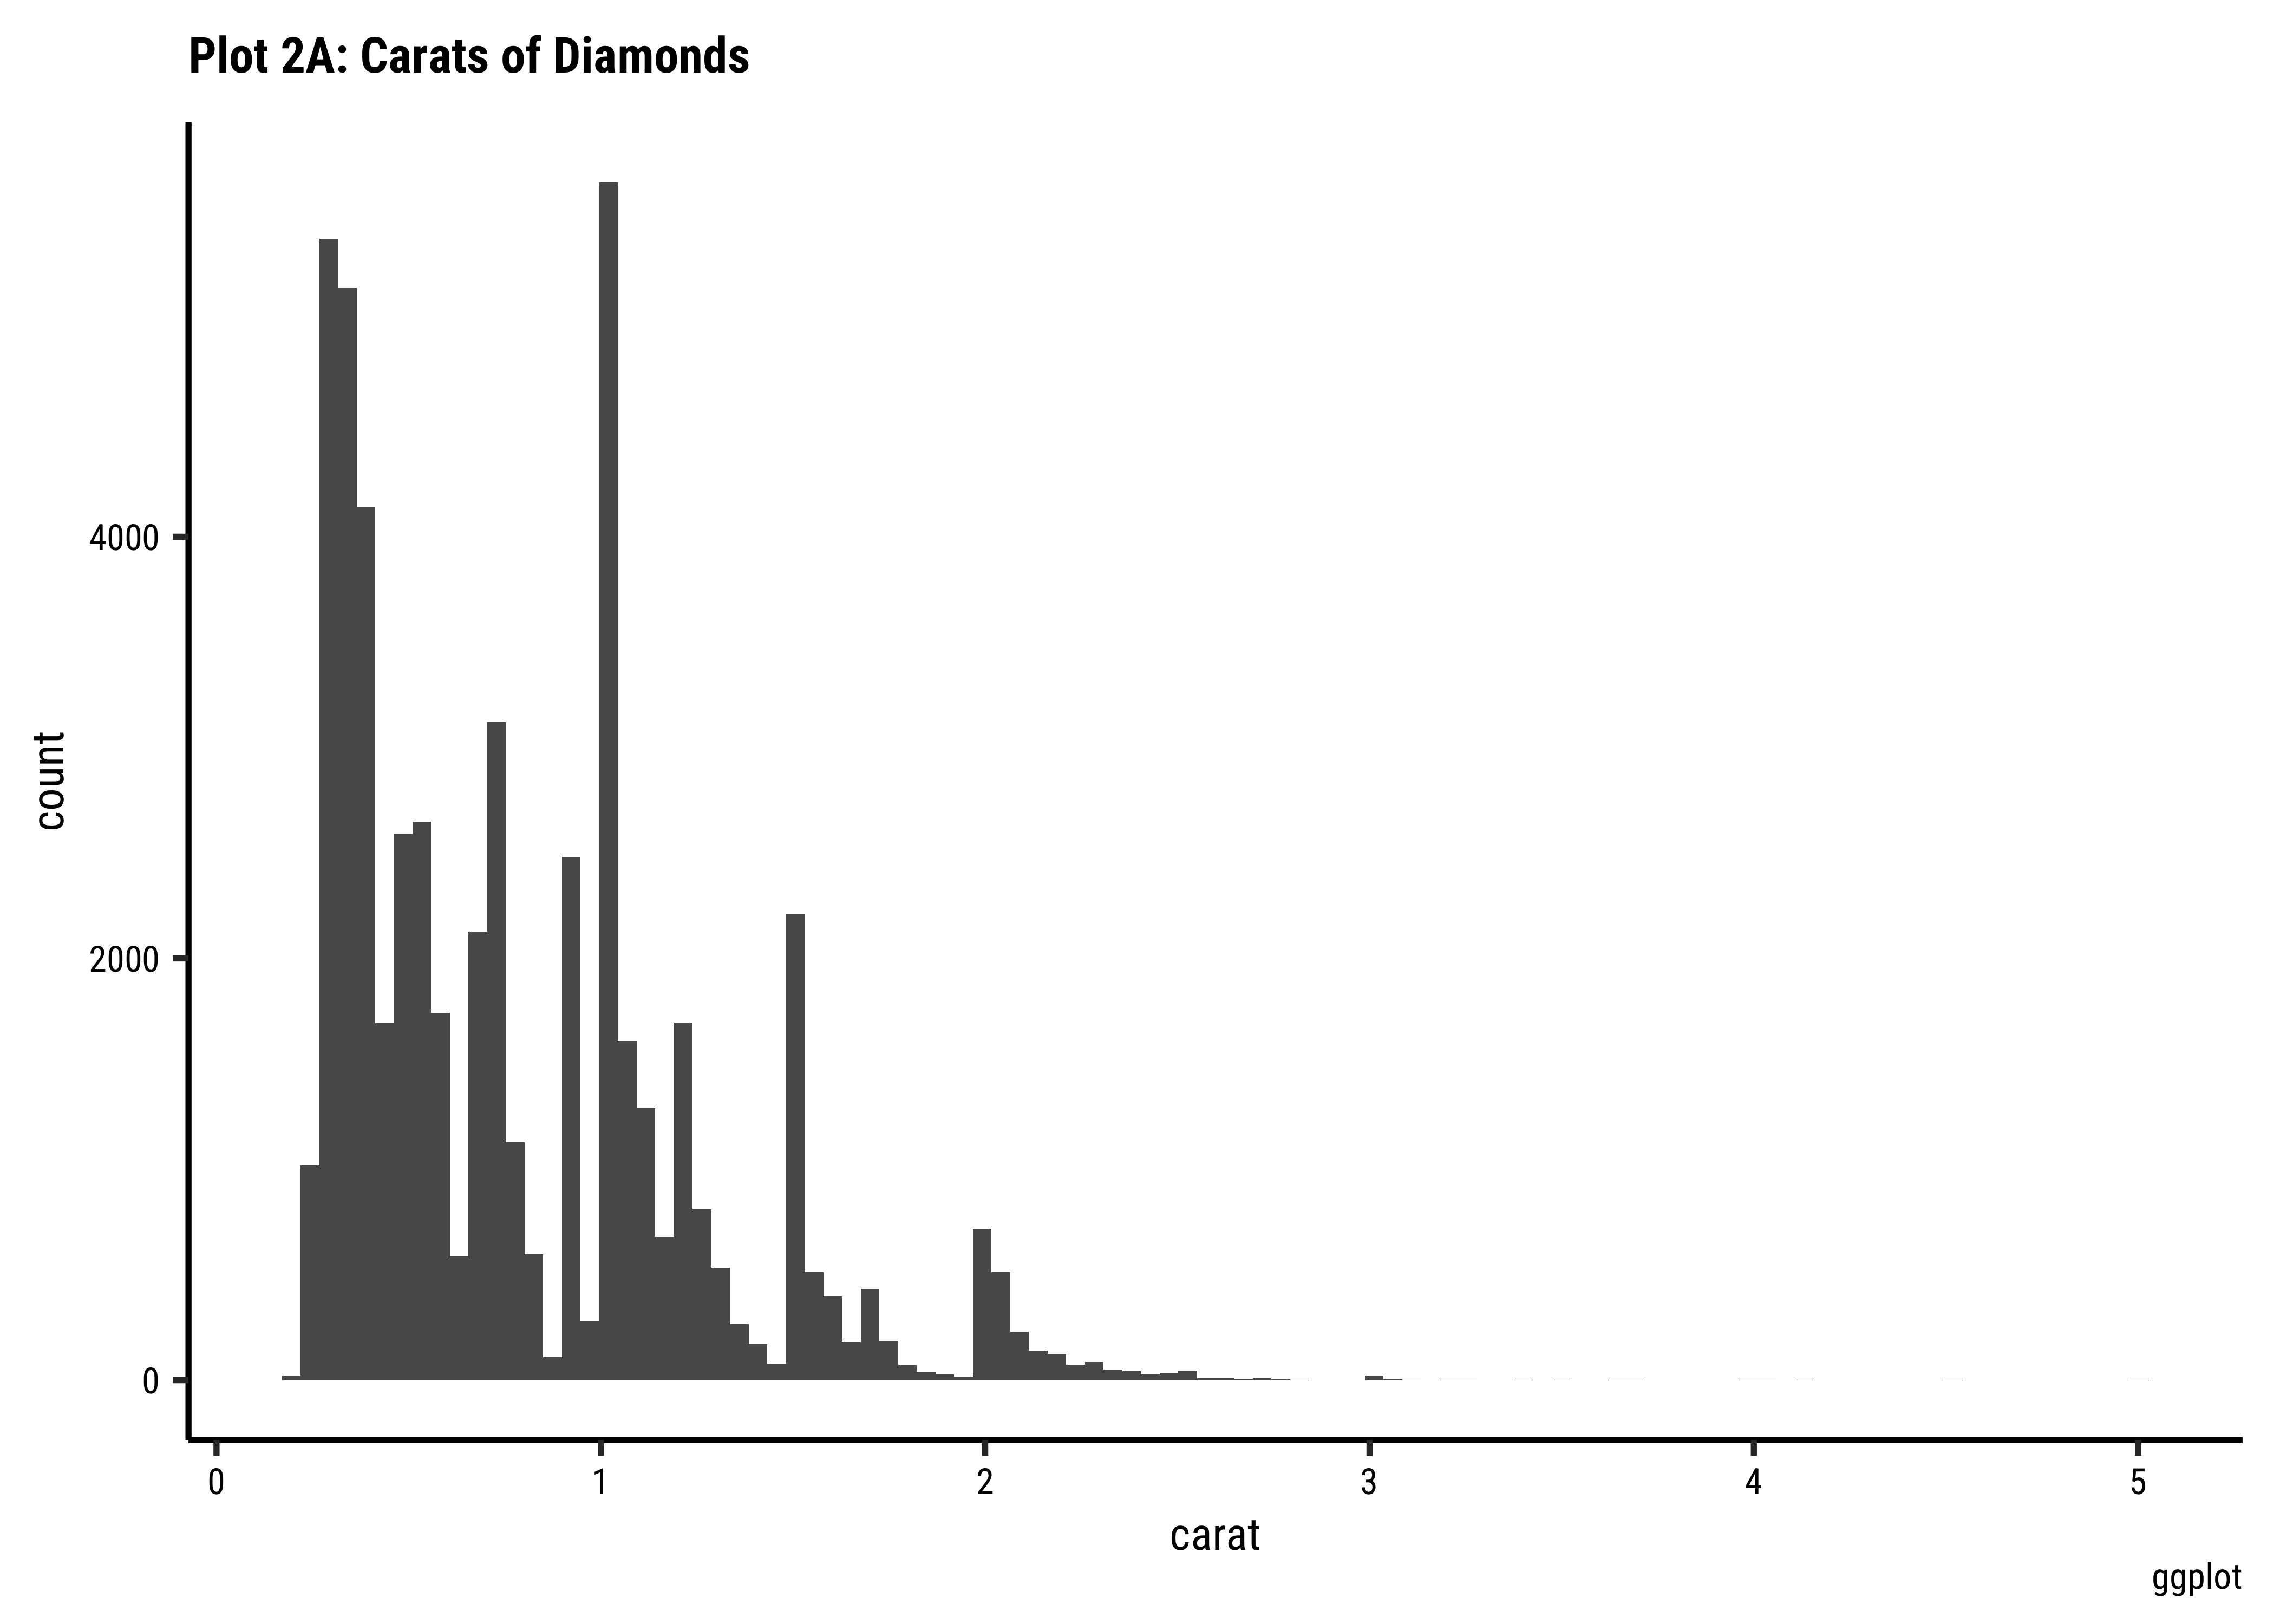 Plot 2A: Carats of Diamonds
count
4000
2000
0
0 1 2 3 4 5
carat
ggplot